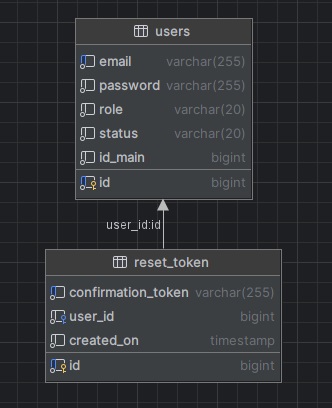 users
email varchar(255)
password varchar(255)
role varchar(20)
status varchar(20)
id_main bigint
id bigint
user_id:id
reset_token
confirmation_token varchar(255)
user_id bigint
created_on timestamp
id bigint